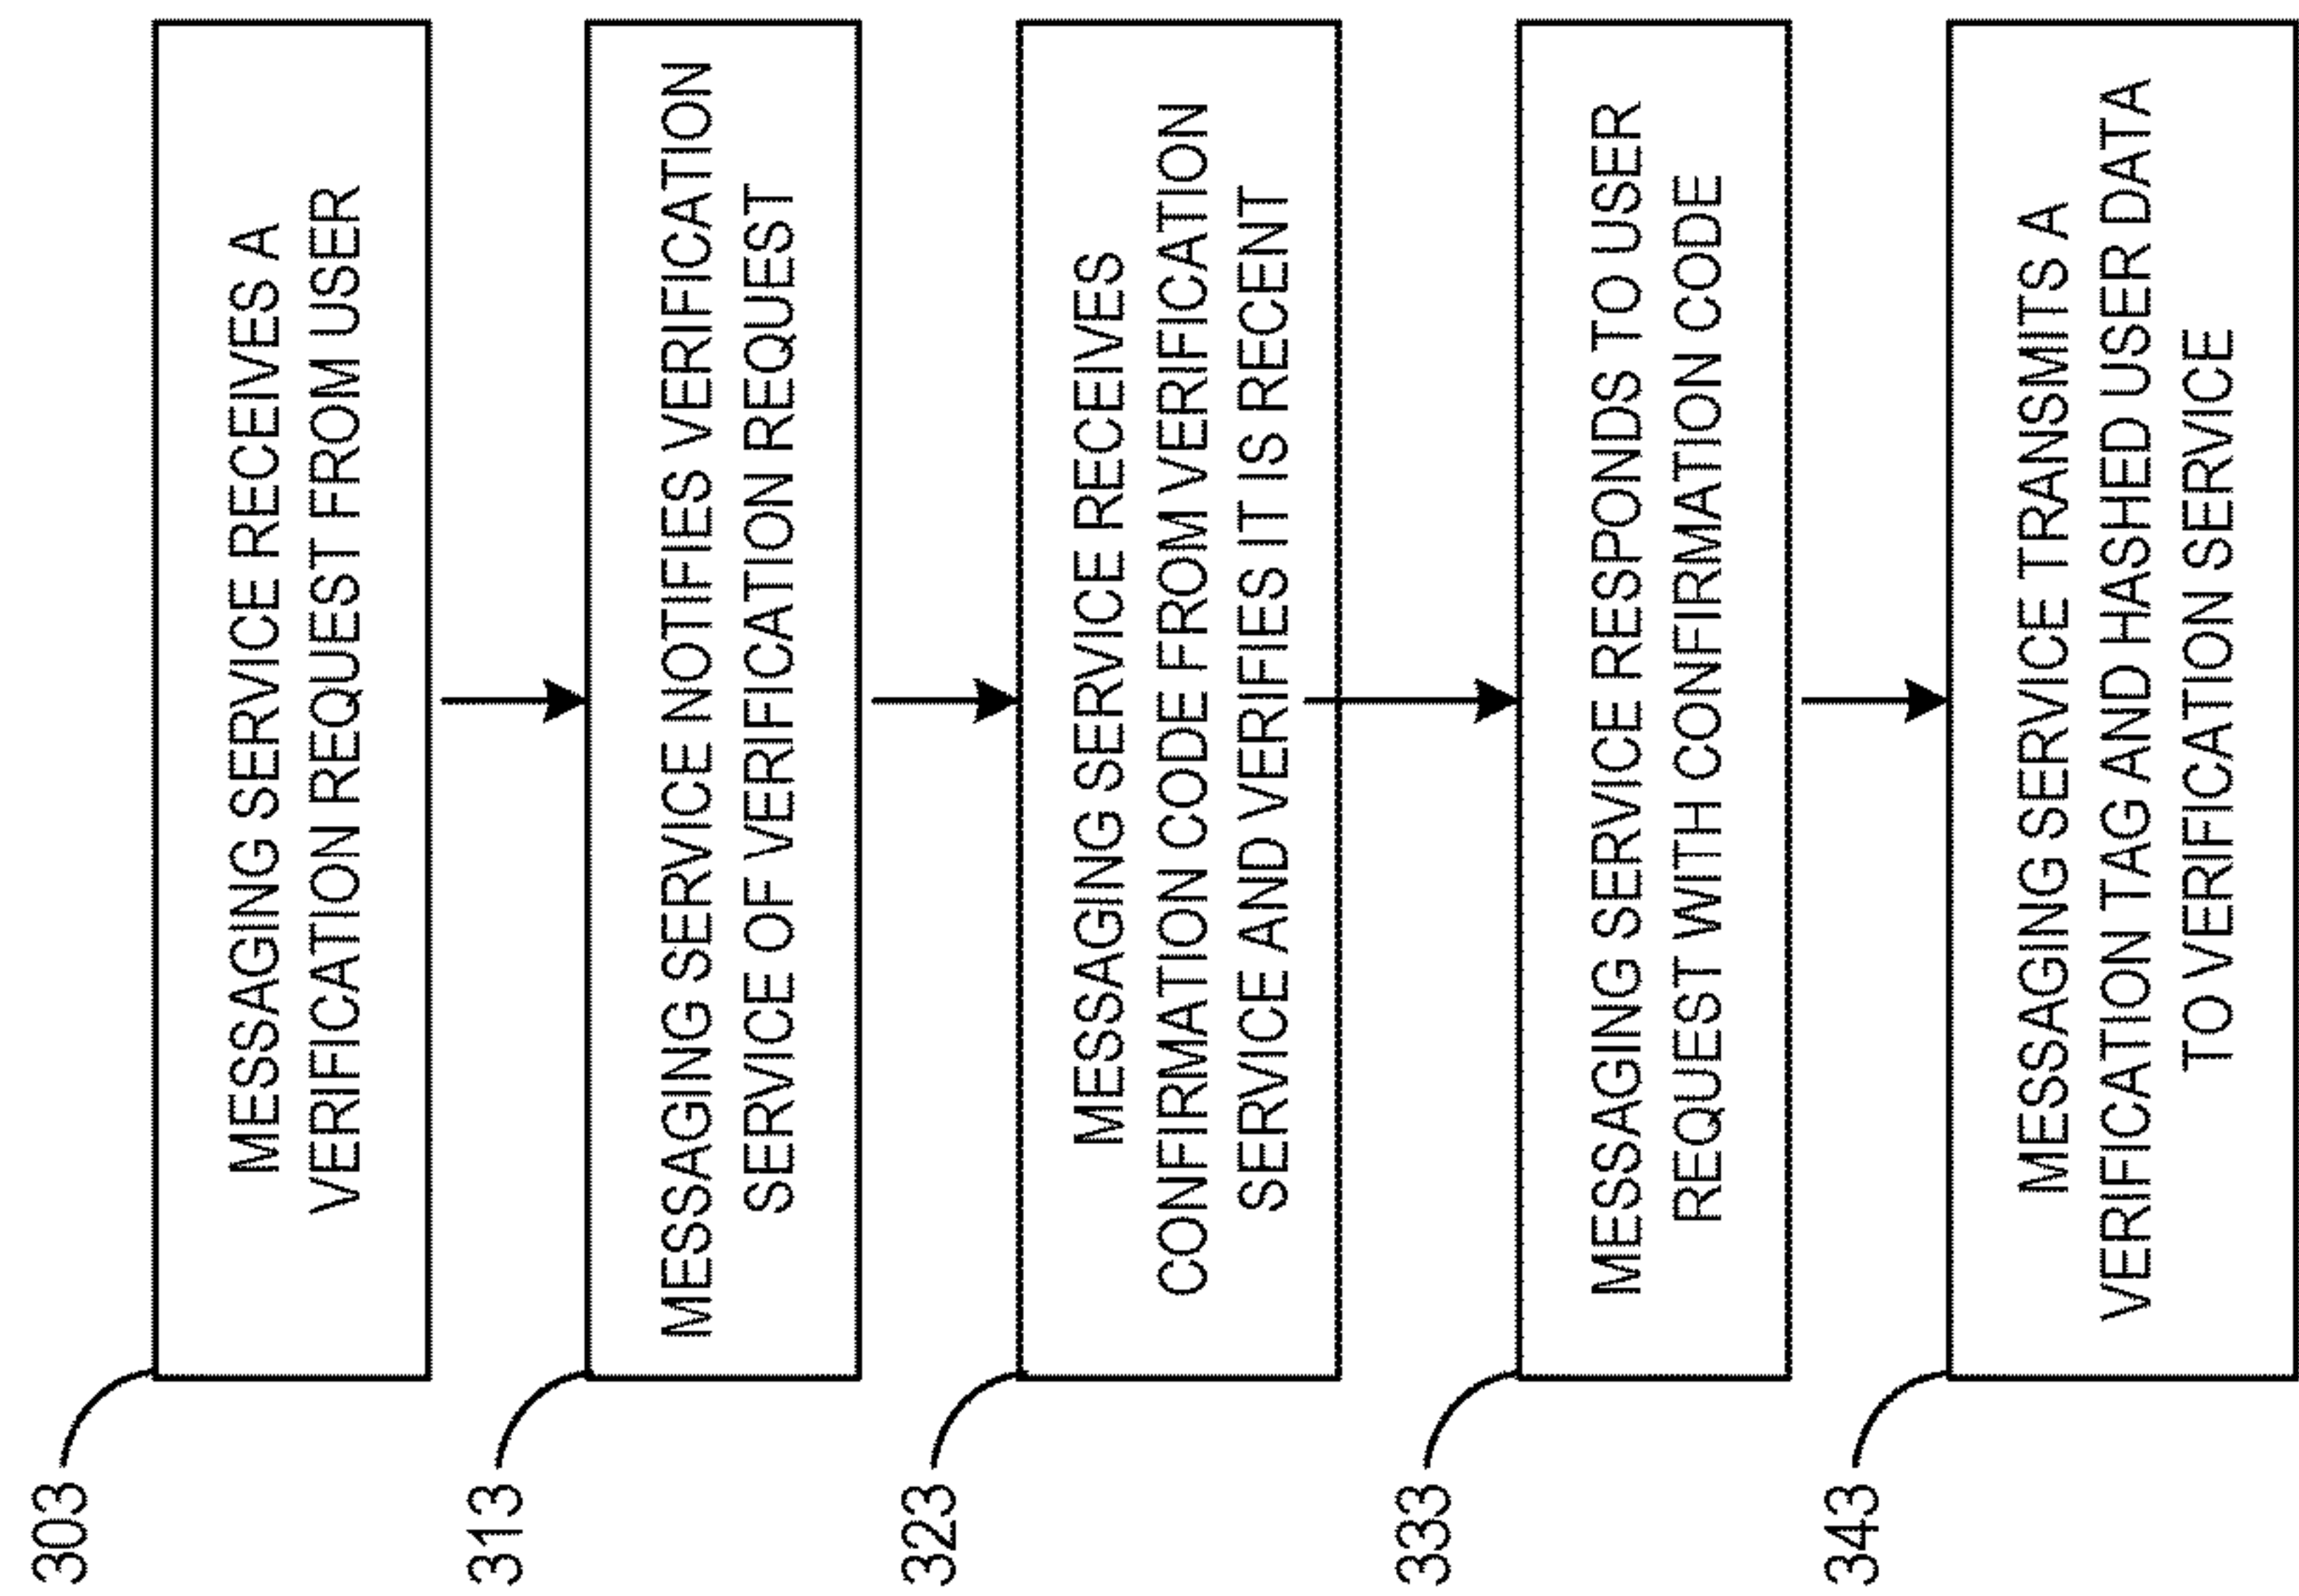 303
MESSAGING SERVICE RECEIVES A
VERIFICATION REQUEST FROM USER
313
MESSAGING SERVICE NOTIFIES VERIFICATION
SERVICE OF VERIFICATION REQUEST
323
MESSAGING SERVICE RECEIVES
CONFIRMATION CODE FROM VERIFICATION
SERVICE AND VERIFIES IT IS RECENT
333
MESSAGING SERVICE RESPONDS TO USER
REQUEST WITH CONFIRMATION CODE
343
MESSAGING SERVICE TRANSMITS A
VERIFICATION TAG AND HASHED USER DATA
TO VERIFICATION SERVICE